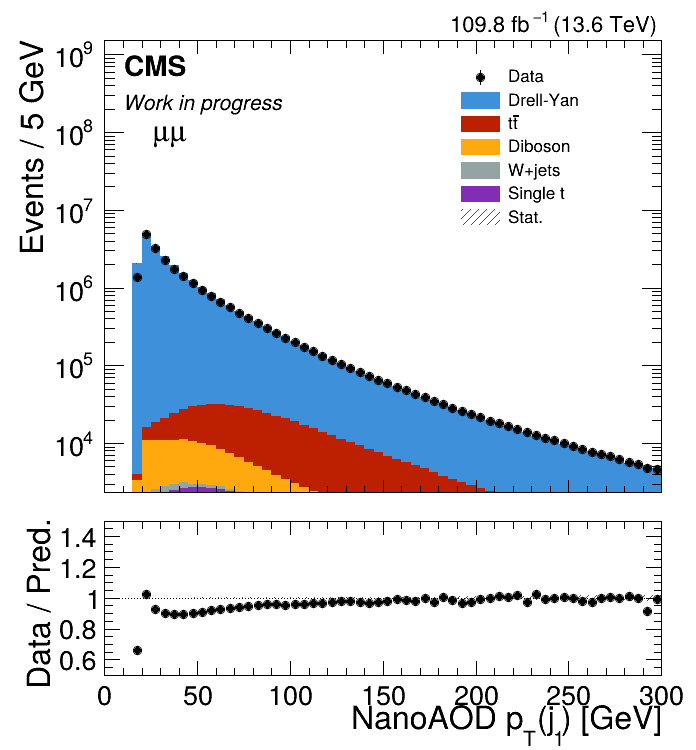 109.8 fb⁻¹ (13.6 TeV)
CMS
Work in progress
μμ
Data
Drell-Yan
tt̄
Diboson
W+jets
Single t
Stat.
Events / 5 GeV
10⁹
10⁸
10⁷
10⁶
10⁵
10⁴
Data / Pred.
1.4
1.2
1
0.8
0.6
0 50 100 150 200 250 300
NanoAOD p_T(j_1) [GeV]